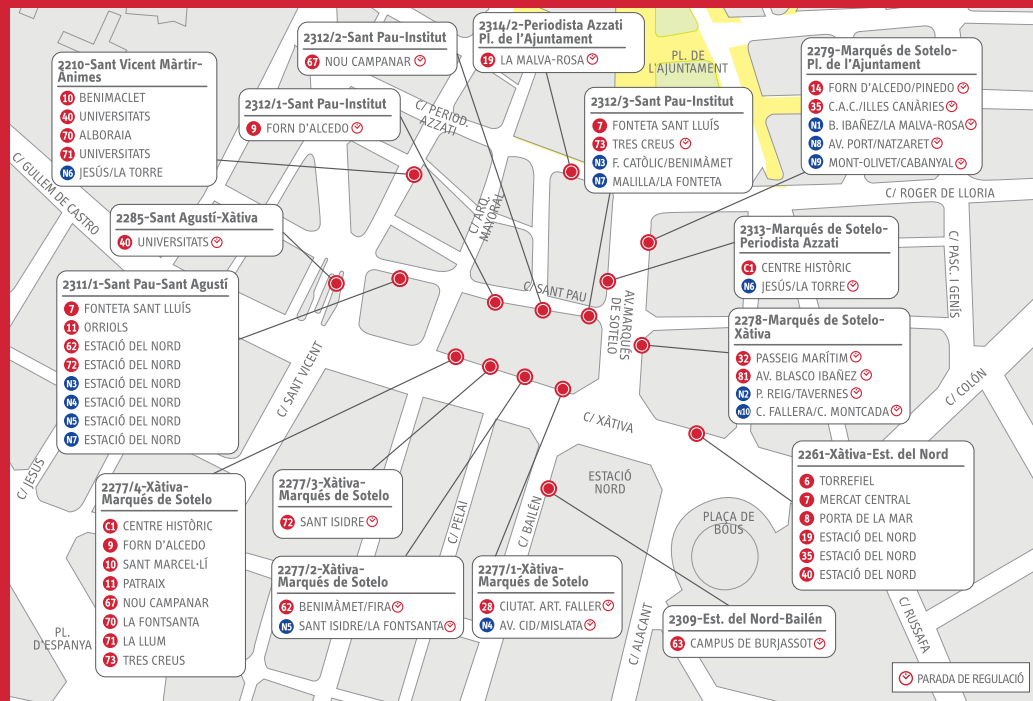 2210-Sant Vicent Màrtir-
Ànimes
10 BENIMACLET
40 UNIVERSITATS
70 ALBORAIA
71 UNIVERSITATS
N6 JESÚS/LA TORRE
2312/2-Sant Pau-Institut
67 NOU CAMPANAR
2314/2-Periodista Azzati
Pl. de l'Ajuntament
19 LA MALVA-ROSA
PL. DE
L'AJUNTAMENT
2279-Marqués de Sotelo-
Pl. de l'Ajuntament
14 FORN D'ALCEDO/PINEDO
35 C.A.C./ILLES CANÀRIES
N1 B. IBAÑEZ/LA MALVA-ROSA
N8 AV. PORT/NATZARET
N9 MONT-OLIVET/CABANYAL
2312/1-Sant Pau-Institut
9 FORN D'ALCEDO
C/ PERIOD.
AZZATI
2312/3-Sant Pau-Institut
7 FONTETA SANT LLUÍS
73 TRES CREUS
N3 F. CATÒLIC/BENIMÀMET
N7 MALILLA/LA FONTETA
C/ GULLEM DE CASTRO
C/ ROGER DE LLORIA
2285-Sant Agustí-Xàtiva
40 UNIVERSITATS
C/ ARQ.
MAYORAL
2313-Marqués de Sotelo-
Periodista Azzati
C1 CENTRE HISTÒRIC
N6 JESÚS/LA TORRE
C/ PASC. I GENÍS
2311/1-Sant Pau-Sant Agustí
7 FONTETA SANT LLUÍS
11 ORRIOLS
62 ESTACIÓ DEL NORD
72 ESTACIÓ DEL NORD
N3 ESTACIÓ DEL NORD
N4 ESTACIÓ DEL NORD
N5 ESTACIÓ DEL NORD
N7 ESTACIÓ DEL NORD
C/ SANT PAU
AV. MARQUÉS
DE SOTELO
2278-Marqués de Sotelo-
Xàtiva
32 PASSEIG MARÍTIM
81 AV. BLASCO IBAÑEZ
N2 P. REIG/TAVERNES
N10 C. FALLERA/C. MONTCADA
C/ SANT VICENT
C/ COLÓN
C/ XÀTIVA
C/ JESUS
2277/4-Xàtiva-
Marqués de Sotelo
C1 CENTRE HISTÒRIC
9 FORN D'ALCEDO
10 SANT MARCEL·LÍ
11 PATRAIX
67 NOU CAMPANAR
70 LA FONTSANTA
71 LA LLUM
73 TRES CREUS
2277/3-Xàtiva-
Marqués de Sotelo
72 SANT ISIDRE
C/ PELAI
C/ BAILÉN
ESTACIÓ
NORD
PLAÇA DE
BOUS
2261-Xàtiva-Est. del Nord
6 TORREFIEL
7 MERCAT CENTRAL
8 PORTA DE LA MAR
19 ESTACIÓ DEL NORD
35 ESTACIÓ DEL NORD
40 ESTACIÓ DEL NORD
2277/2-Xàtiva-
Marqués de Sotelo
62 BENIMÀMET/FIRA
N5 SANT ISIDRE/LA FONTSANTA
2277/1-Xàtiva-
Marqués de Sotelo
28 CIUTAT. ART. FALLER
N4 AV. CID/MISLATA
2309-Est. del Nord-Bailén
63 CAMPUS DE BURJASSOT
C/ ALACANT
C/ RUSSAFA
PL.
D'ESPANYA
PARADA DE REGULACIÓ